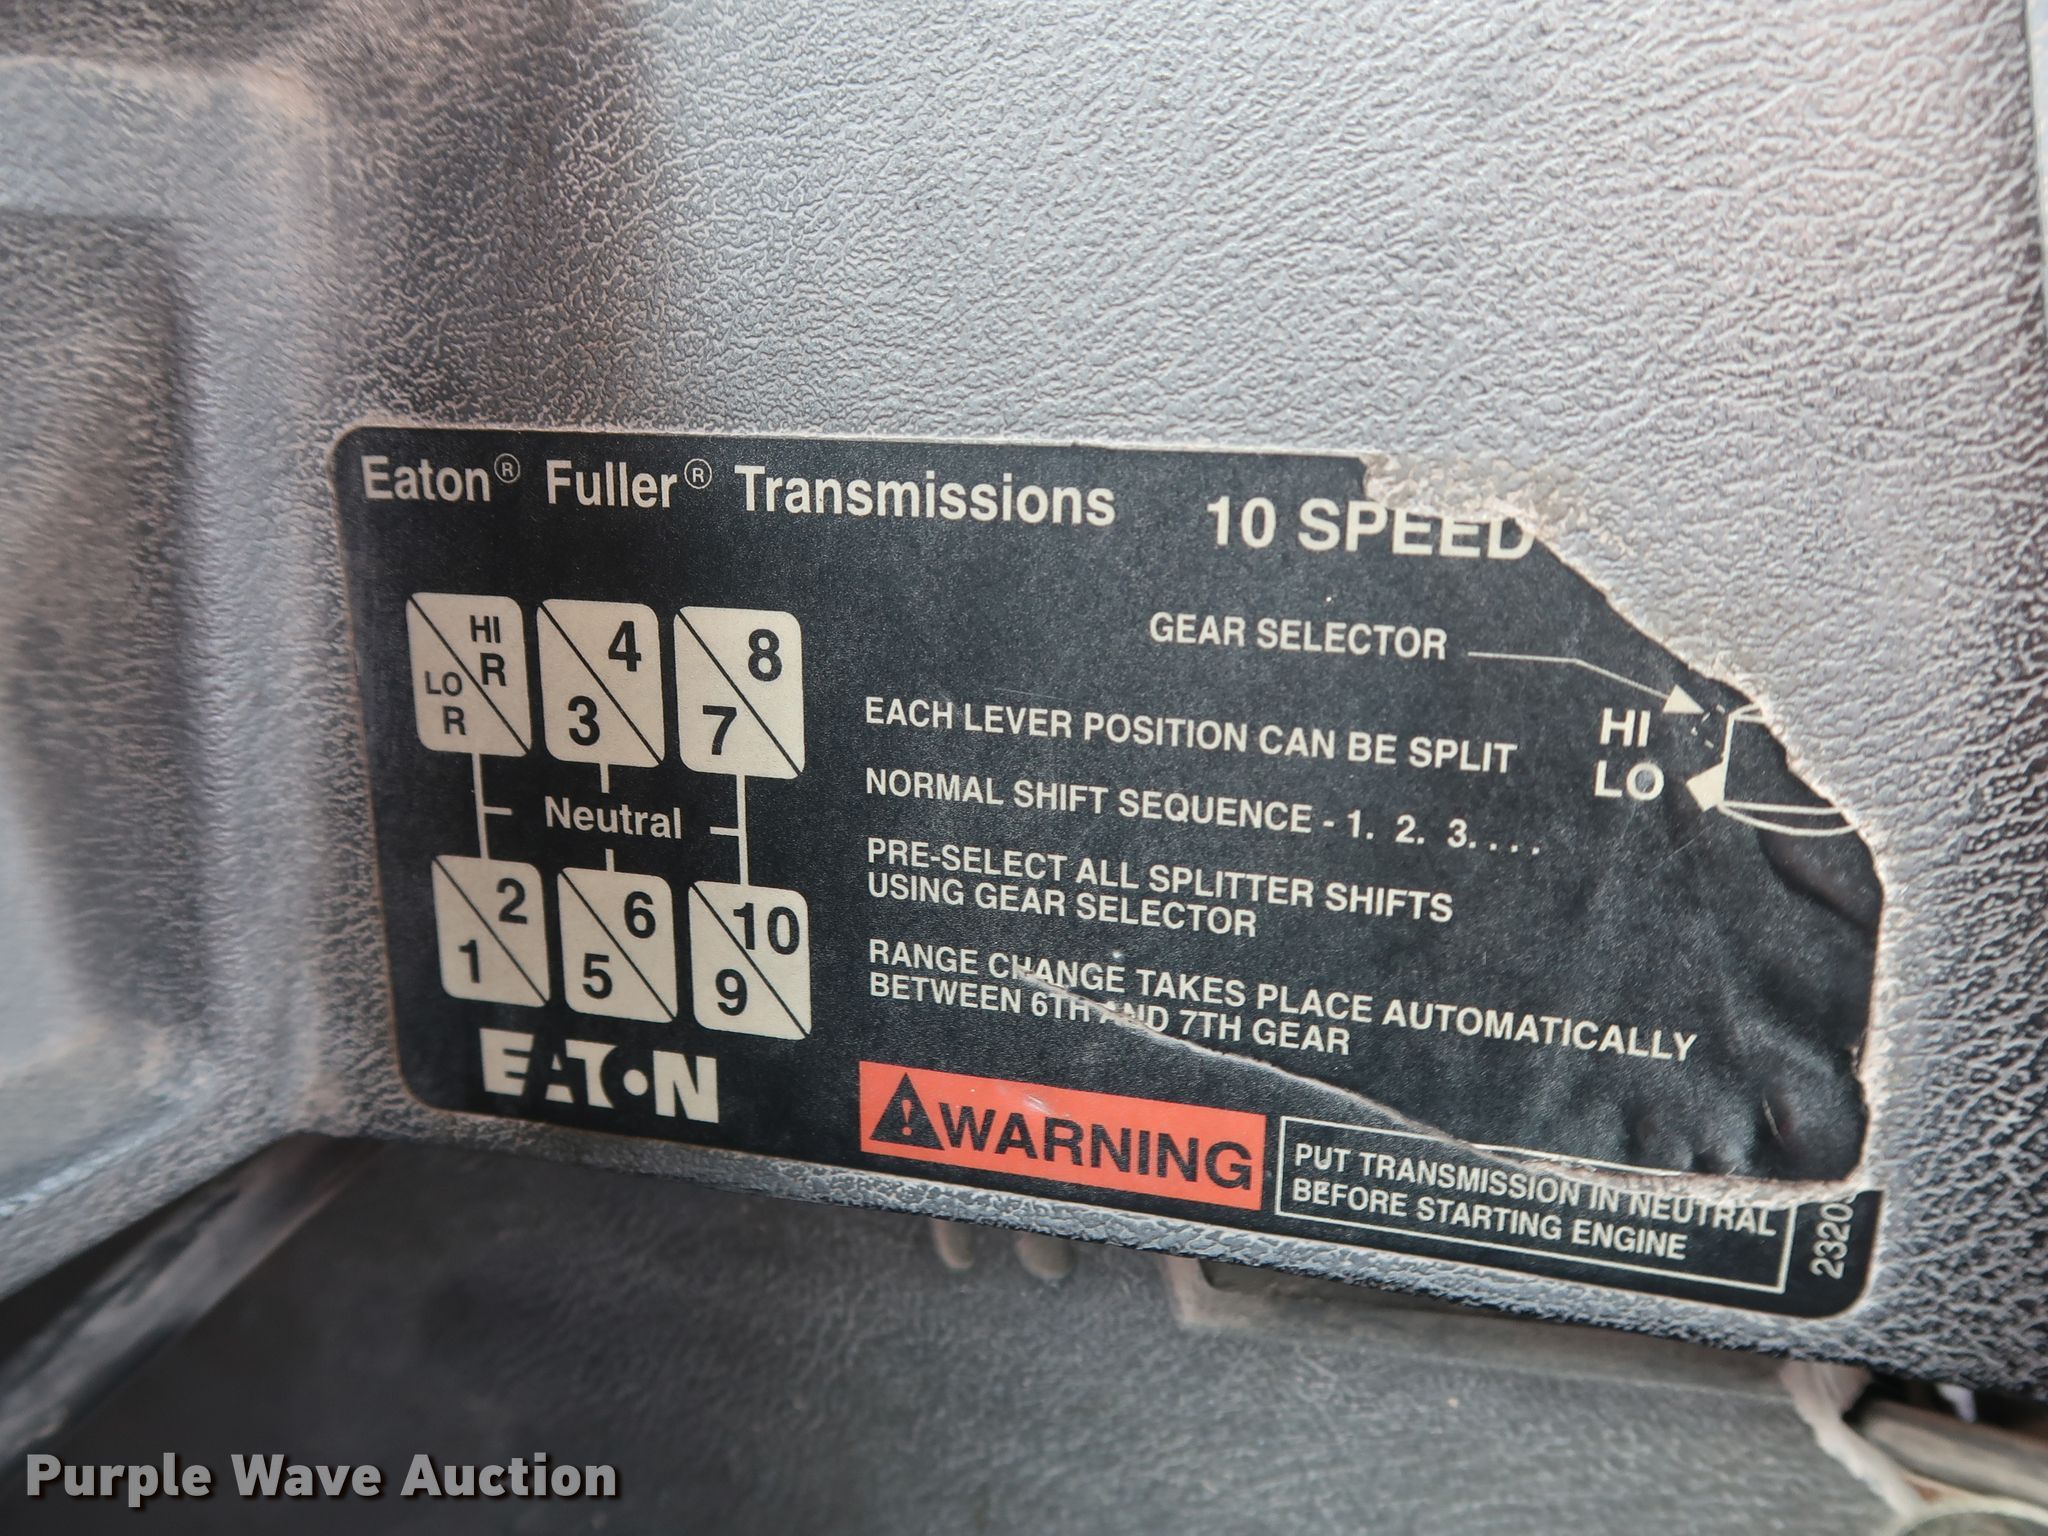 Eaton® Fuller® Transmissions 10 SPEED
GEAR SELECTOR
HI
LO
HI
R
LO
R
4
3
8
7
Neutral
2
1
6
5
10
9
EACH LEVER POSITION CAN BE SPLIT
NORMAL SHIFT SEQUENCE - 1. 2. 3. . . .
PRE-SELECT ALL SPLITTER SHIFTS
USING GEAR SELECTOR
RANGE CHANGE TAKES PLACE AUTOMATICALLY
BETWEEN 6TH AND 7TH GEAR
EATON
WARNING
PUT TRANSMISSION IN NEUTRAL
BEFORE STARTING ENGINE
Purple Wave Auction